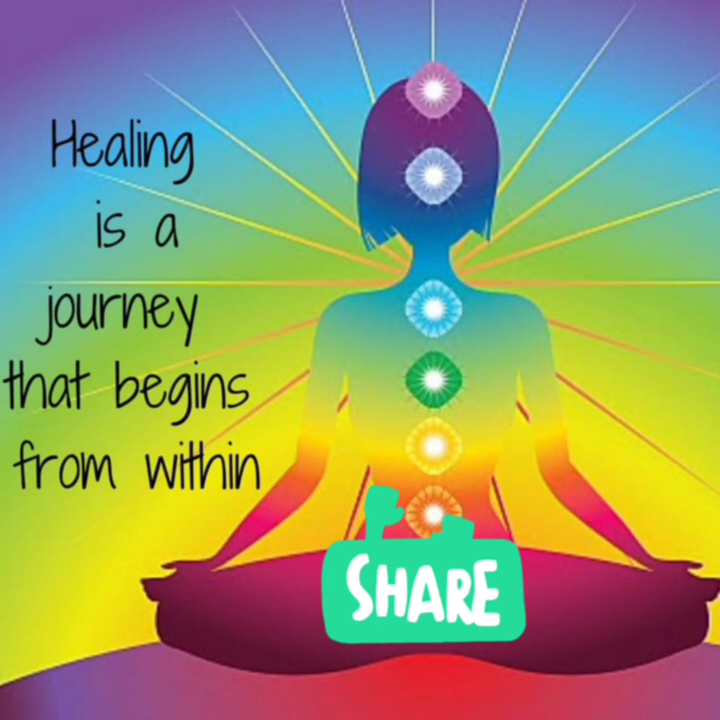 Healing
is a
journey
that begins
from within
SHARE